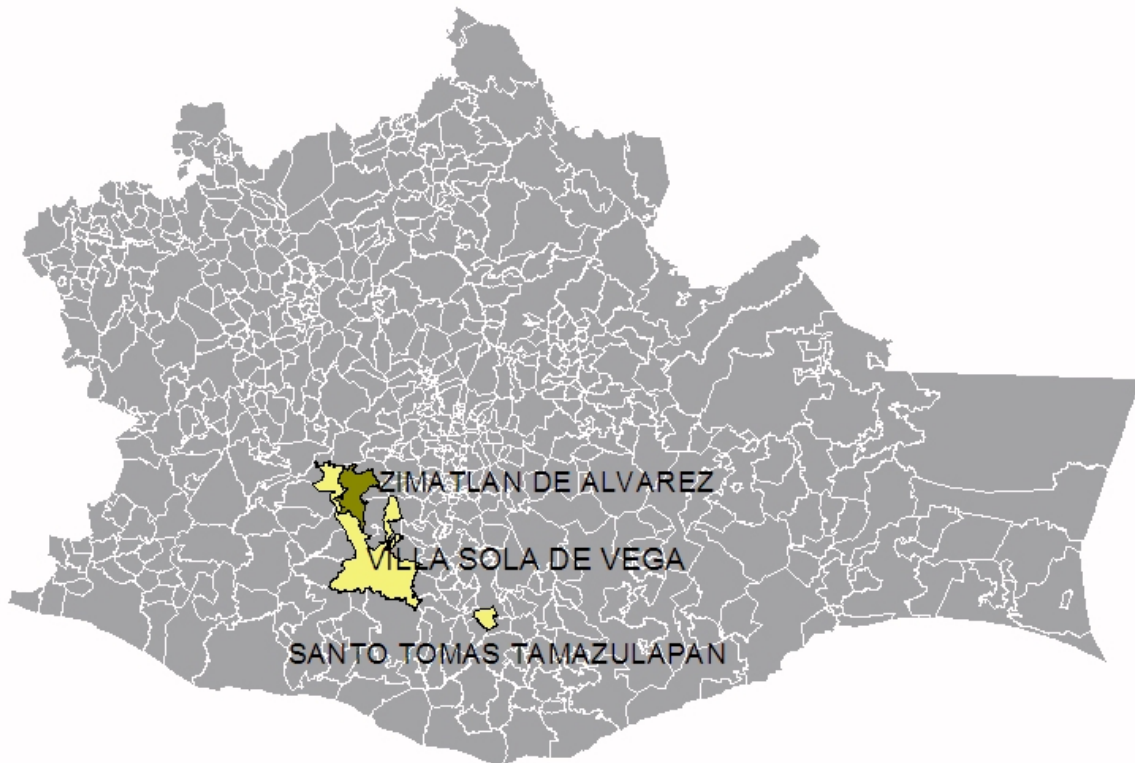 ZIMATLAN DE ALVAREZ
VILLA SOLA DE VEGA
SANTO TOMAS TAMAZULAPAN